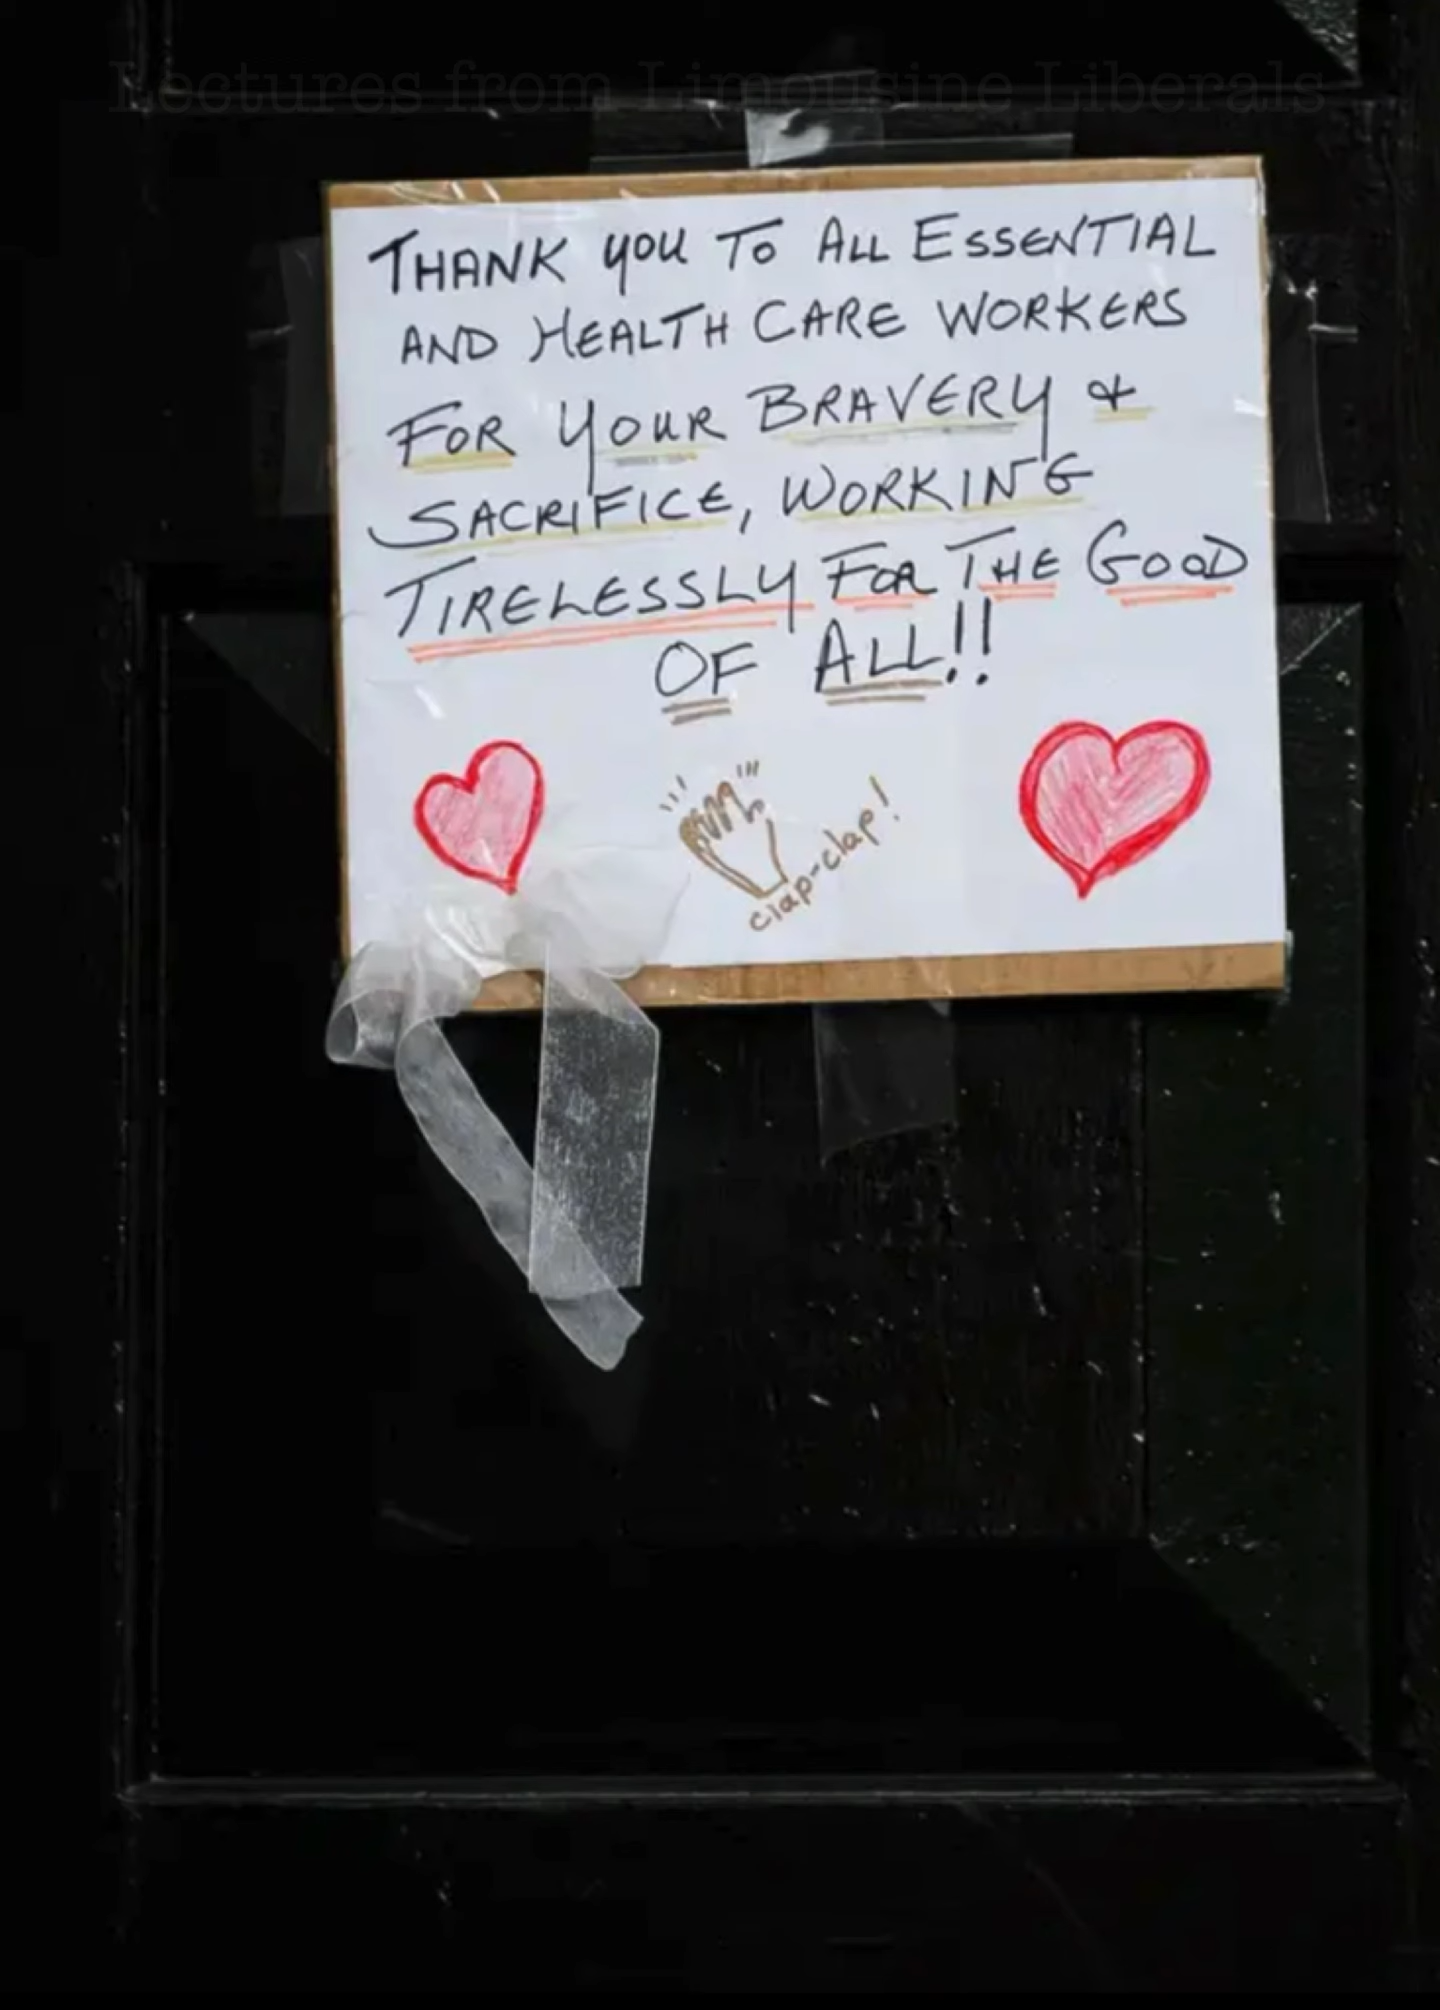 Lectures from Limousine Liberals
THANK YOU TO ALL ESSENTIAL
AND HEALTH CARE WORKERS
FOR YOUR BRAVERY &
SACRIFICE, WORKING
TIRELESSLY FOR THE GOOD
OF ALL!!
clap-clap!